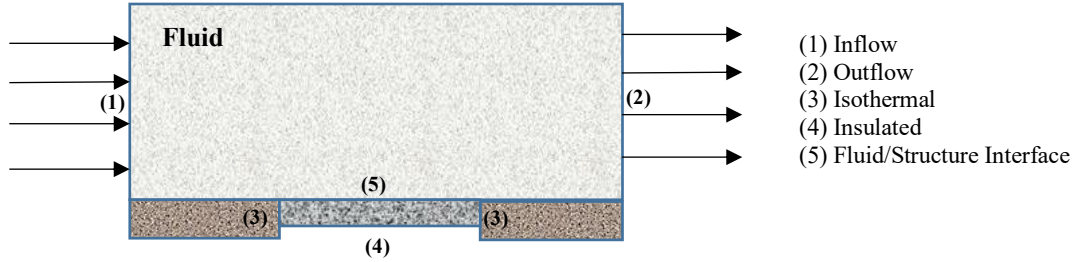 Fluid
(1)
(2)
(5)
(3)
(3)
(4)
(1) Inflow
(2) Outflow
(3) Isothermal
(4) Insulated
(5) Fluid/Structure Interface